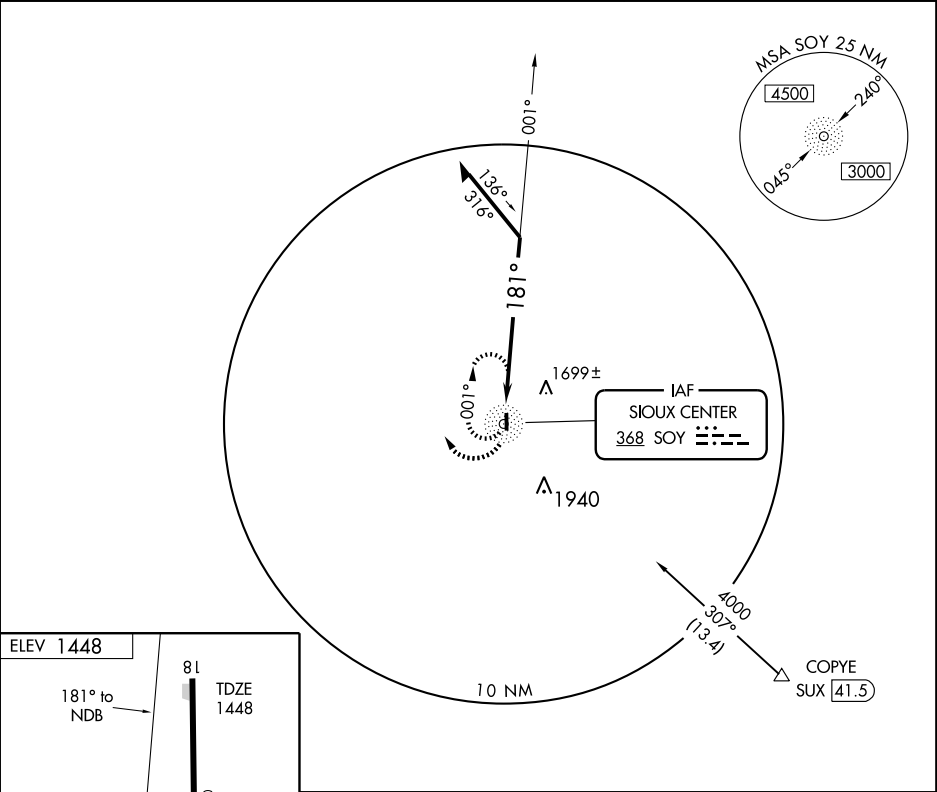 MSA SOY 25 NM
4500
240°
045°
3000
001°
136°
316°
181°
001°
1699±
IAF
SIOUX CENTER
368 SOY
1940
4000
307°
(13.4)
COPYE
SUX 41.5
10 NM
ELEV 1448
18
TDZE
1448
181° to
NDB